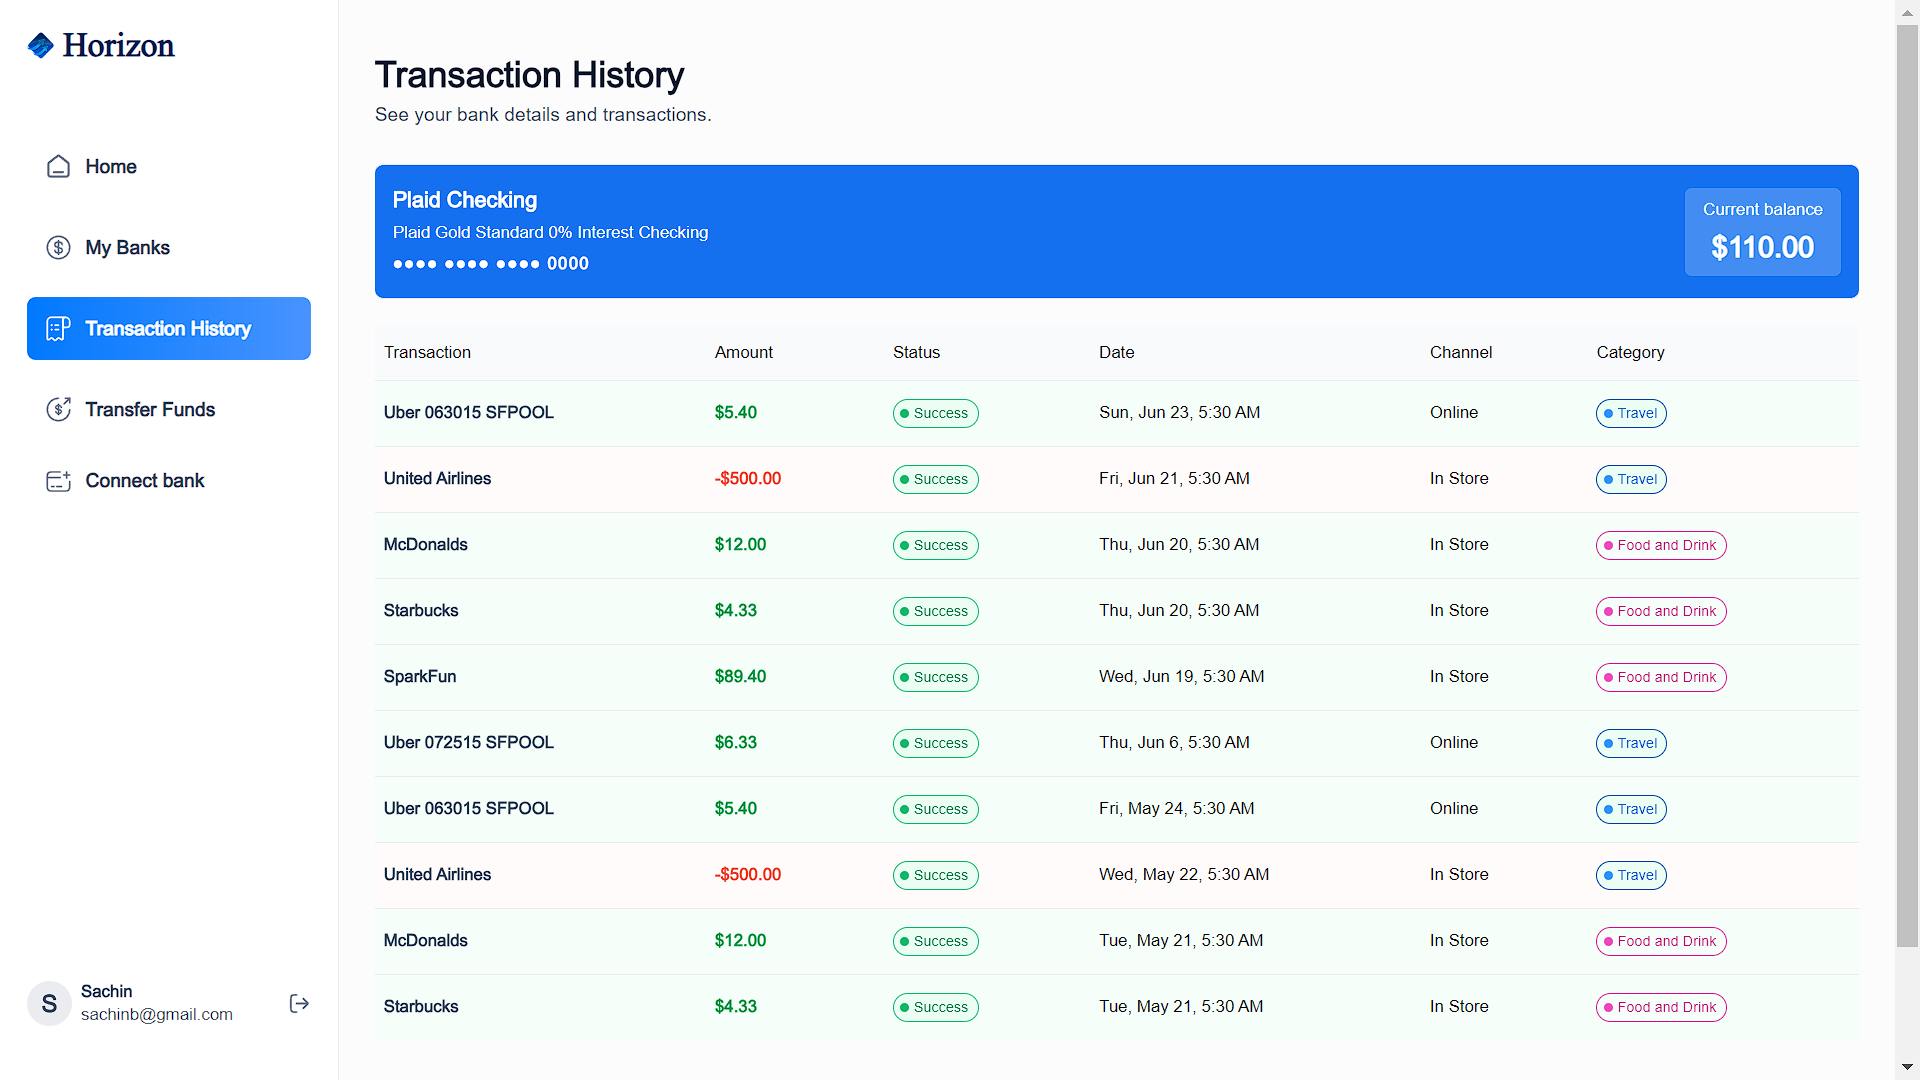 Horizon
Home
My Banks
Transaction History
Transfer Funds
Connect bank
S
Sachin
sachinb@gmail.com
Transaction History
See your bank details and transactions.
Plaid Checking
Plaid Gold Standard 0% Interest Checking
●●●● ●●●● ●●●● 0000
Current balance
$110.00
Transaction Amount Status Date Channel Category
Uber 063015 SFPOOL $5.40 Success Sun, Jun 23, 5:30 AM Online Travel
United Airlines -$500.00 Success Fri, Jun 21, 5:30 AM In Store Travel
McDonalds $12.00 Success Thu, Jun 20, 5:30 AM In Store Food and Drink
Starbucks $4.33 Success Thu, Jun 20, 5:30 AM In Store Food and Drink
SparkFun $89.40 Success Wed, Jun 19, 5:30 AM In Store Food and Drink
Uber 072515 SFPOOL $6.33 Success Thu, Jun 6, 5:30 AM Online Travel
Uber 063015 SFPOOL $5.40 Success Fri, May 24, 5:30 AM Online Travel
United Airlines -$500.00 Success Wed, May 22, 5:30 AM In Store Travel
McDonalds $12.00 Success Tue, May 21, 5:30 AM In Store Food and Drink
Starbucks $4.33 Success Tue, May 21, 5:30 AM In Store Food and Drink